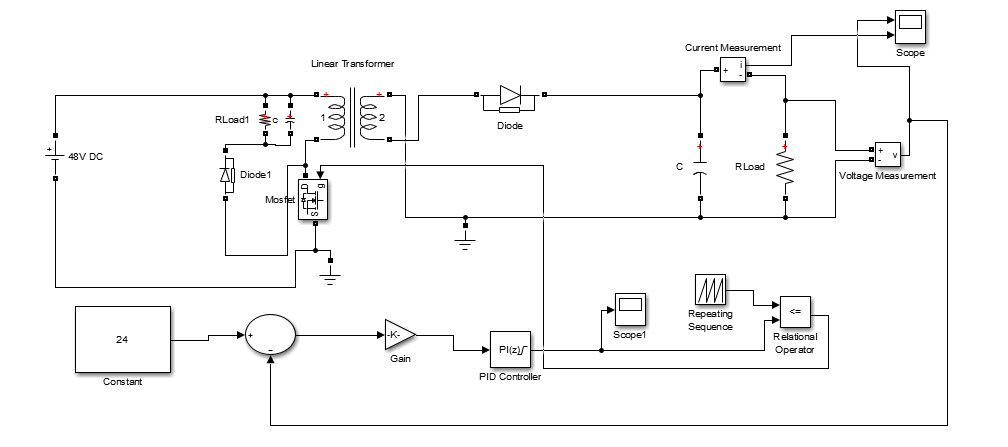 Scope
Current Measurement
i
+
-
Linear Transformer
+
+
1
2
RLoad1
+
c
+
Diode
+
48V DC
Diode1
Mosfet
D
g
S
C
+
RLoad
+
+
-
v
Voltage Measurement
24
Constant
+
-
-K-
Gain
PI(z)
PID Controller
Scope1
Repeating
Sequence
<=
Relational
Operator